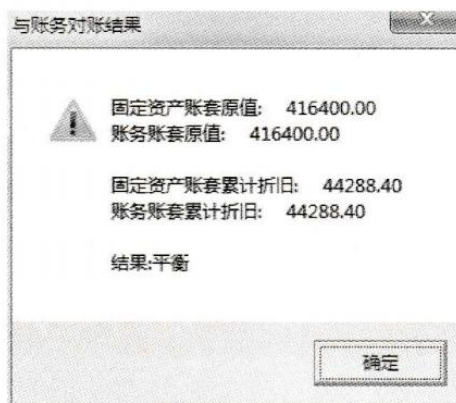 与账务对账结果
固定资产账套原值: 416400.00
账务账套原值: 416400.00
固定资产账套累计折旧: 44288.40
账务账套累计折旧: 44288.40
结果:平衡
确定